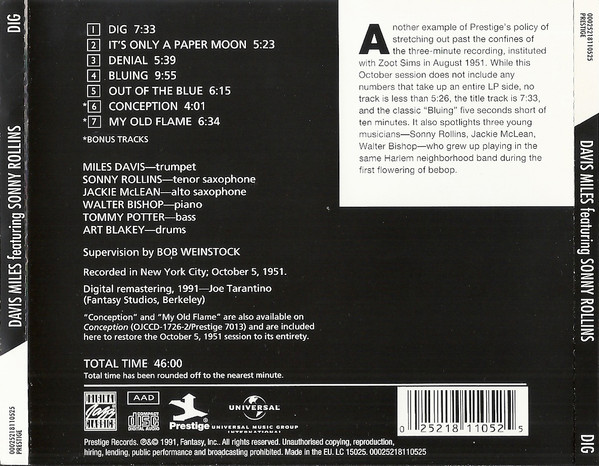 DIG
DAVIS MILES featuring SONNY ROLLINS
00025218110525
PRESTIGE
1 DIG 7:33
2 IT'S ONLY A PAPER MOON 5:23
3 DENIAL 5:39
4 BLUING 9:55
5 OUT OF THE BLUE 6:15
*6 CONCEPTION 4:01
*7 MY OLD FLAME 6:34
*BONUS TRACKS
MILES DAVIS—trumpet
SONNY ROLLINS—tenor saxophone
JACKIE McLEAN—alto saxophone
WALTER BISHOP—piano
TOMMY POTTER—bass
ART BLAKEY—drums
Supervision by BOB WEINSTOCK
Recorded in New York City; October 5, 1951.
Digital remastering, 1991—Joe Tarantino
(Fantasy Studios, Berkeley)
"Conception" and "My Old Flame" are also available on
Conception (OJCCD-1726-2/Prestige 7013) and are included
here to restore the October 5, 1951 session to its entirety.
TOTAL TIME 46:00
Total time has been rounded off to the nearest minute.
Another example of Prestige's policy of
stretching out past the confines of
the three-minute recording, instituted
with Zoot Sims in August 1951. While this
October session does not include any
numbers that take up an entire LP side, no
track is less than 5:26, the title track is 7:33,
and the classic "Bluing" five seconds short of
ten minutes. It also spotlights three young
musicians—Sonny Rollins, Jackie McLean,
Walter Bishop—who grew up playing in
the same Harlem neighborhood band during the
first flowering of bebop.
ORIGINAL
Jazz
CLASSICS
AAD
COMPACT
disc
DIGITAL AUDIO
Prestige
UNIVERSAL
UNIVERSAL MUSIC GROUP
INTERNATIONAL
0 25218 11052 5
Prestige Records. ℗&© 1991, Fantasy, Inc.. All rights reserved. Unauthorised copying, reproduction,
hiring, lending, public performance and broadcasting prohibited. Made in the EU. LC 15025. 00025218110525
00025218110525
PRESTIGE
DAVIS MILES featuring SONNY ROLLINS
DIG